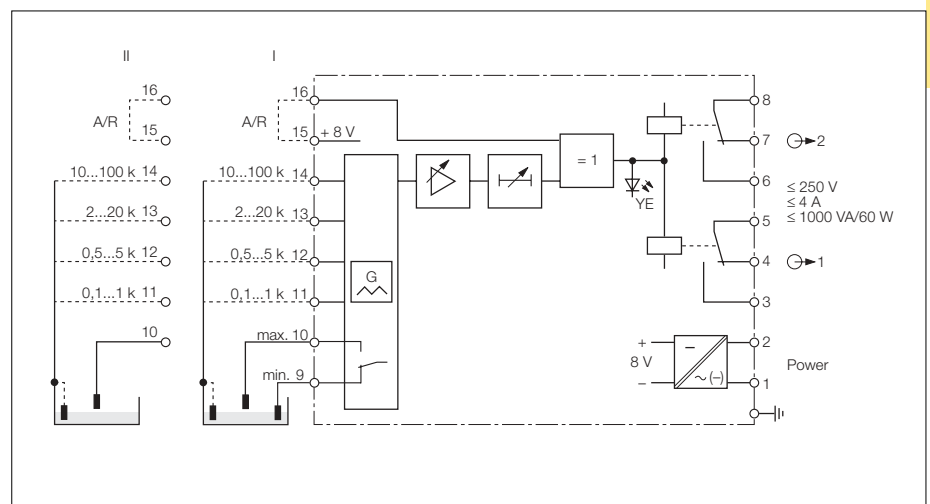 II
I
16
A/R
15
10...100 k 14
2...20 k 13
0,5...5 k 12
0,1...1 k 11
10
16
A/R
15
+ 8 V
10...100 k 14
2...20 k 13
0,5...5 k 12
0,1...1 k 11
max. 10
min. 9
G
= 1
YE
8
7
2
6
≤ 250 V
≤ 4 A
≤ 1000 VA/60 W
5
4
1
3
+
8 V
–
–
~ (–)
2
1
Power